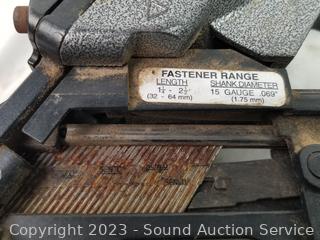 FASTENER RANGE
LENGTH SHANK DIAMETER
1¼ - 2½ 15 GAUGE .069"
(32 - 64 mm) (1.75 mm)
Copyright 2023 - Sound Auction Service